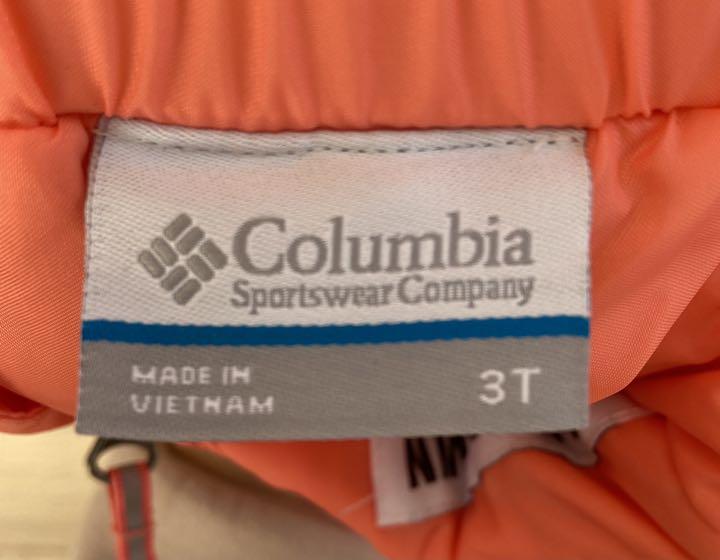 Columbia
Sportswear Company
MADE IN
VIETNAM
3T